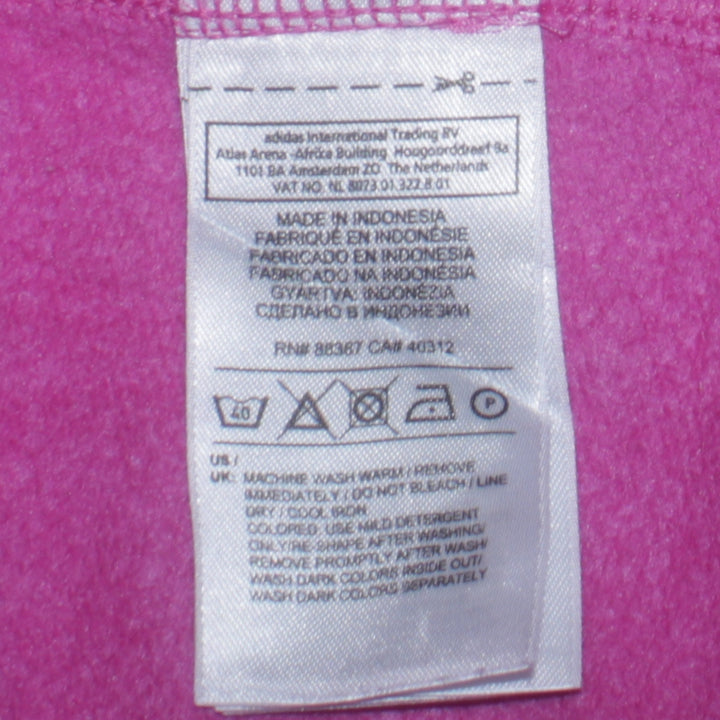 adidas International Trading BV
Atlas Arena -Africa Building Hoogoorddreef 9a
1101 BA Amsterdam ZO The Netherlands
VAT NO. NL 8073.01.322.B.01
MADE IN INDONESIA
FABRIQUÉ EN INDONÉSIE
FABRICADO EN INDONESIA
FABRICADO NA INDONÉSIA
GYÁRTVA: INDONÉZIA
СДЕЛАНО В ИНДОНЕЗИИ
RN# 88387 CA# 40312
40 P
US /
UK: MACHINE WASH WARM / REMOVE
IMMEDIATELY / DO NOT BLEACH / LINE
DRY / COOL IRON
COLORED: USE MILD DETERGENT
ONLY/RE-SHAPE AFTER WASHING/
REMOVE PROMPTLY AFTER WASH/
WASH DARK COLORS INSIDE OUT/
WASH DARK COLORS SEPARATELY